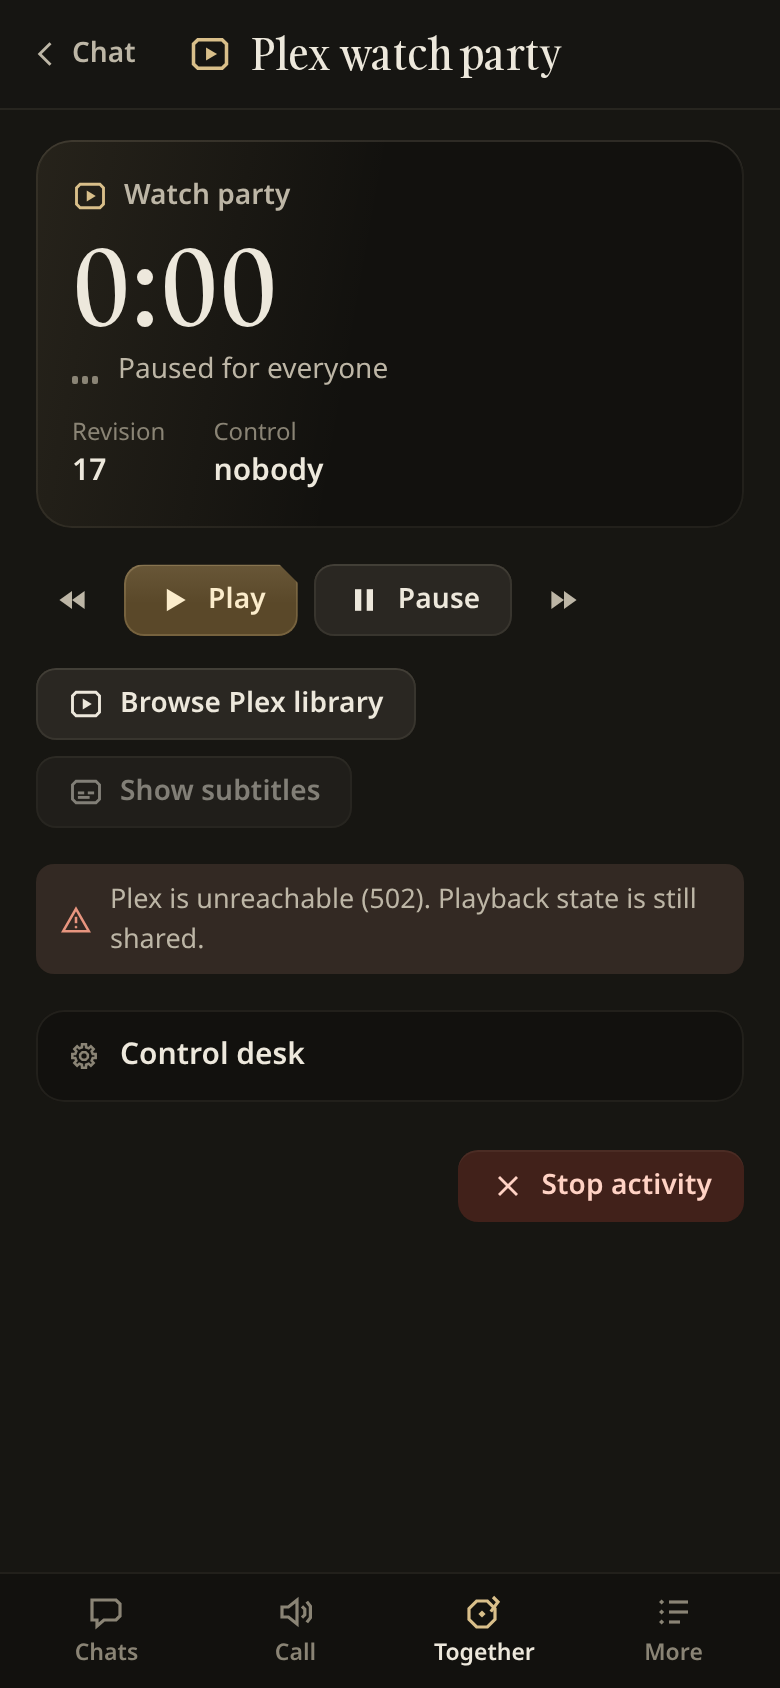 Chat
Plex watch party
Watch party
0:00
Paused for everyone
Revision Control
17 nobody
Play Pause
Browse Plex library
Show subtitles
Plex is unreachable (502). Playback state is still
shared.
Control desk
Stop activity
Chats Call Together More